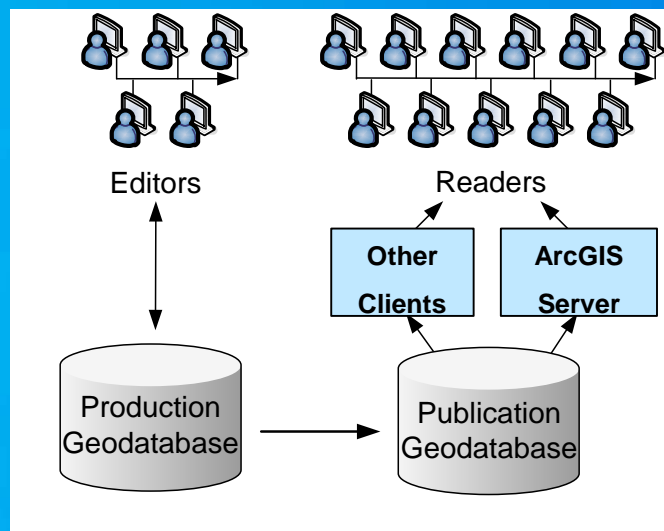 Editors
Readers
Other
Clients
ArcGIS
Server
Production
Geodatabase
Publication
Geodatabase